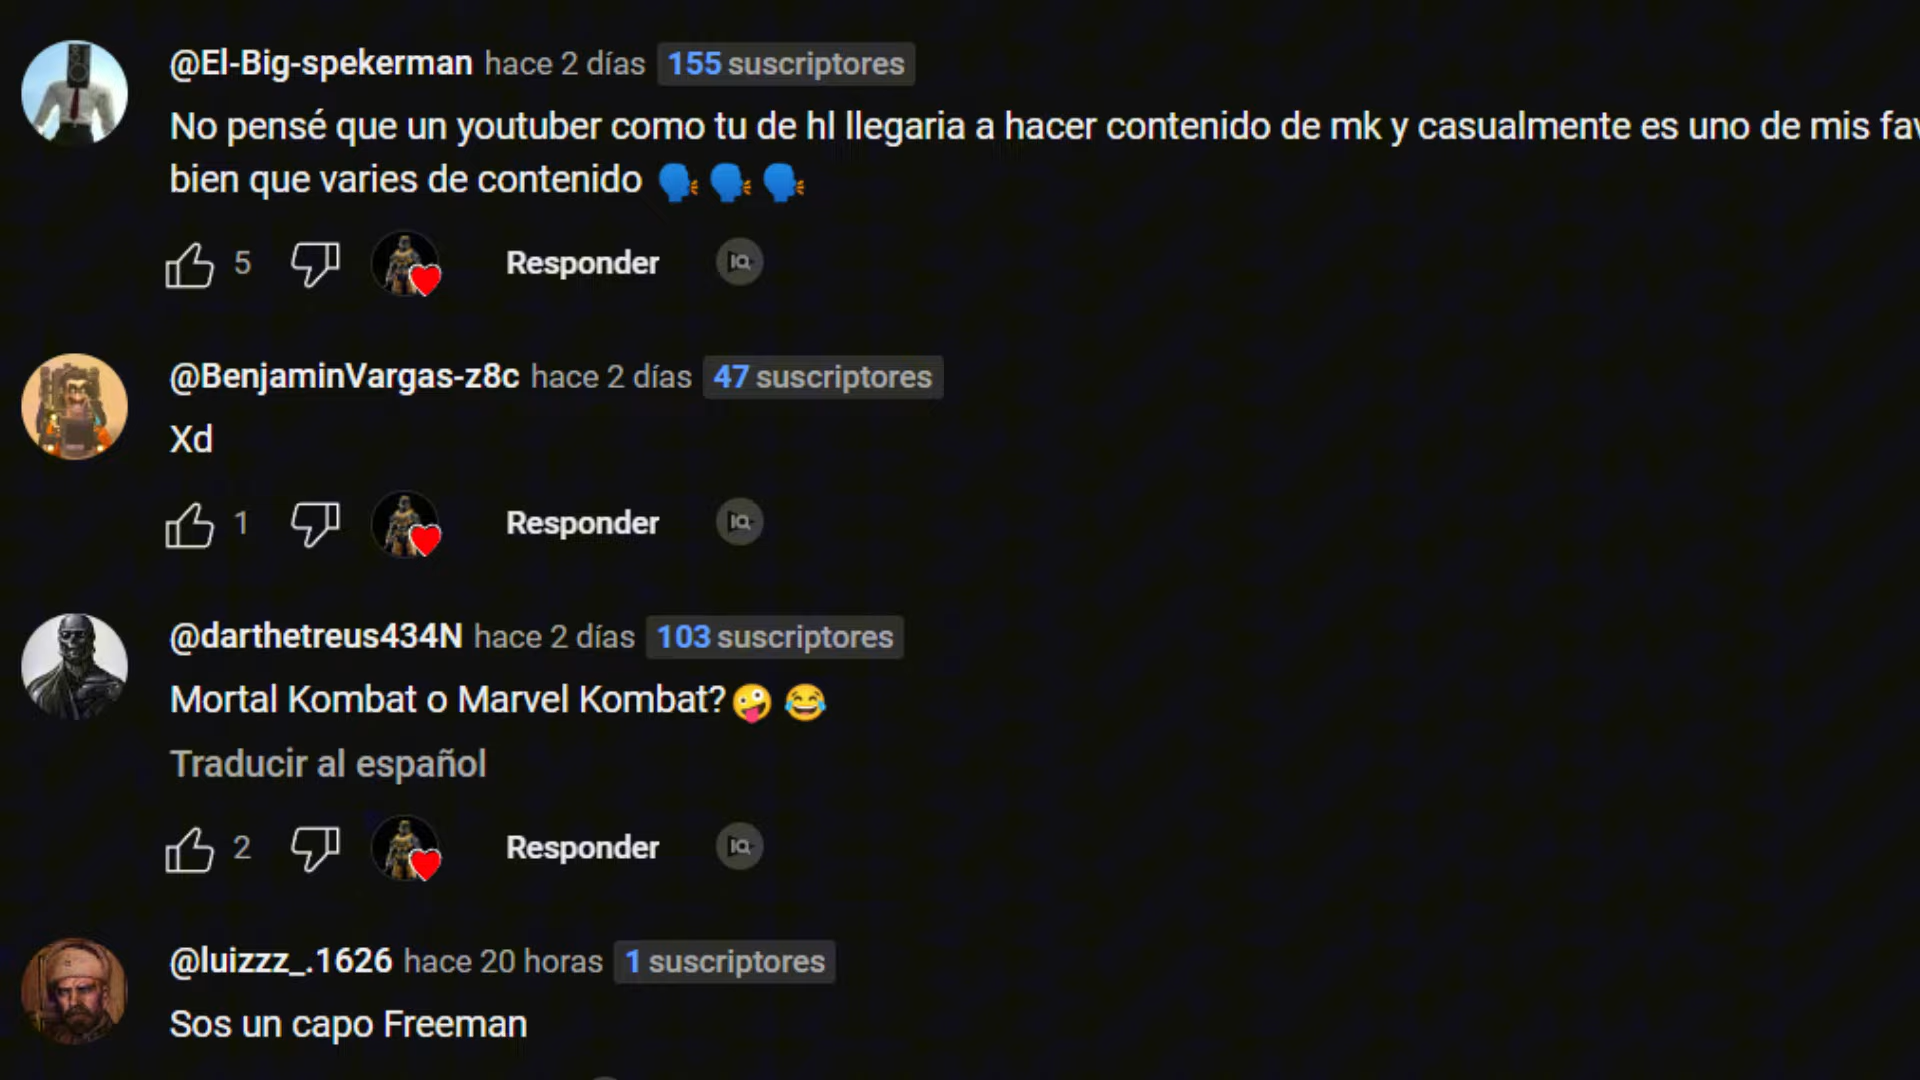 @El-Big-spekerman hace 2 días 155 suscriptores
No pensé que un youtuber como tu de hl llegaria a hacer contenido de mk y casualmente es uno de mis
bien que varies de contenido 🗣️ 🗣️ 🗣️
5 Responder IQ
@BenjaminVargas-z8c hace 2 días 47 suscriptores
Xd
1 Responder IQ
@darthetreus434N hace 2 días 103 suscriptores
Mortal Kombat o Marvel Kombat?🤪 😂
Traducir al español
2 Responder IQ
@luizzz_.1626 hace 20 horas 1 suscriptores
Sos un capo Freeman